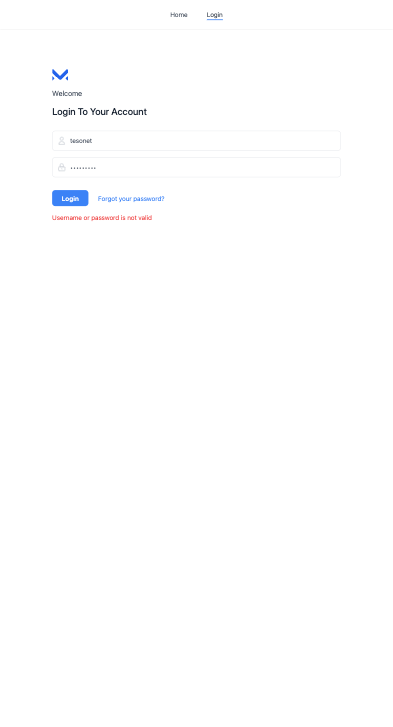 Home Login
Welcome
Login To Your Account
tesonet
•••••••••
Login Forgot your password?
Username or password is not valid